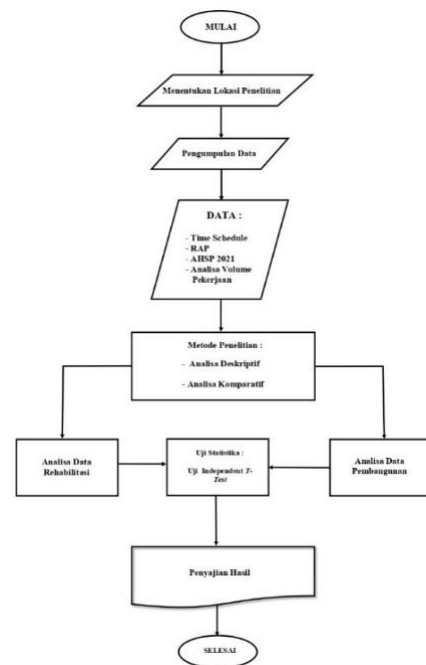 MULAI
Menentukan Lokasi Penelitian
Pengumpulan Data
DATA :
- Time Schedule
- RAP
- AHSP 2021
- Analisa Volume
Pekerjaan
Metode Penelitian :
- Analisa Deskriptif
- Analisa Komparatif
Analisa Data
Rehabilitasi
Uji Statistika :
Uji Independent T-
Test
Analisa Data
Pembangunan
Penyajian Hasil
SELESAI